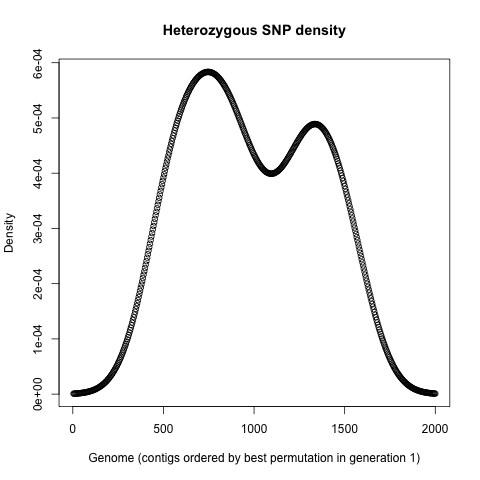 Heterozygous SNP density
6e-04
5e-04
4e-04
3e-04
2e-04
1e-04
0e+00
Density
0 500 1000 1500 2000
Genome (contigs ordered by best permutation in generation 1)